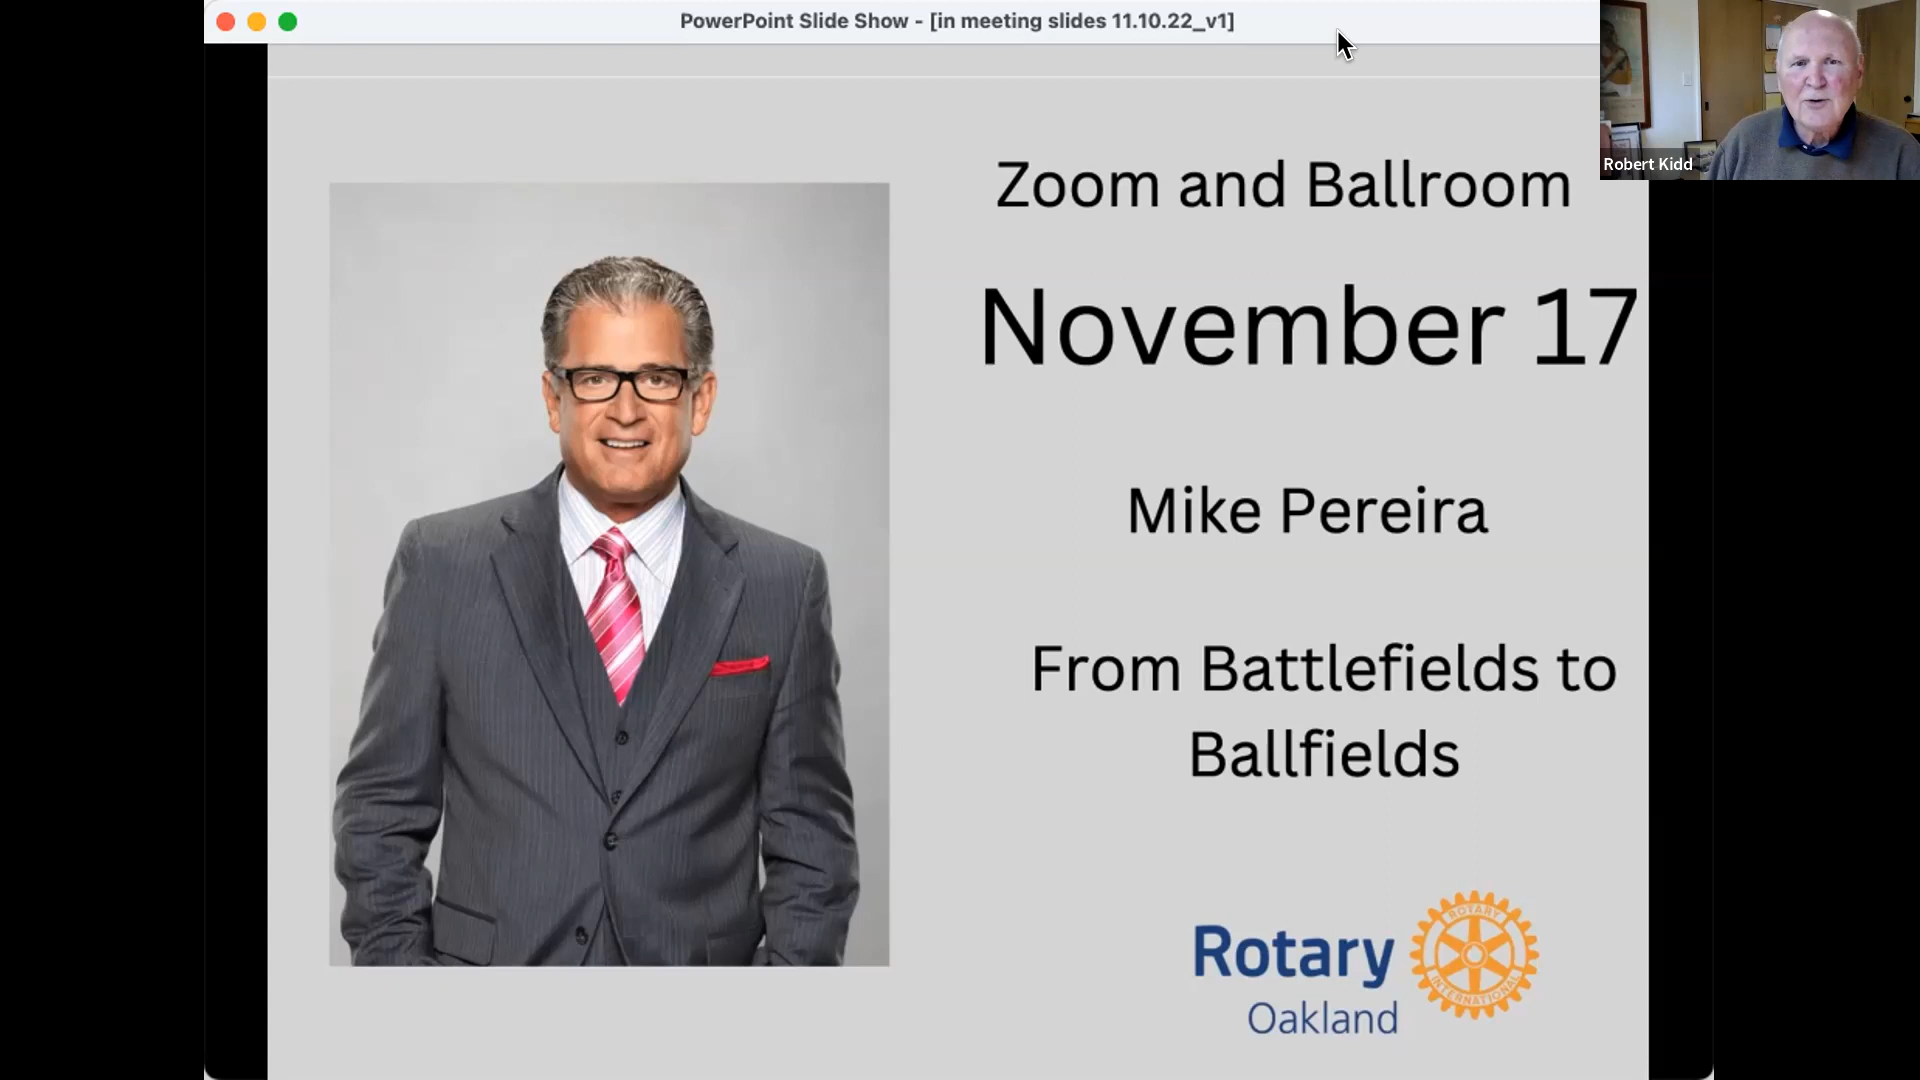 PowerPoint Slide Show - [in meeting slides 11.10.22_v1]
Robert Kidd
Zoom and Ballroom
November 17
Mike Pereira
From Battlefields to
Ballfields
Rotary
Oakland
ROTARY
INTERNATIONAL